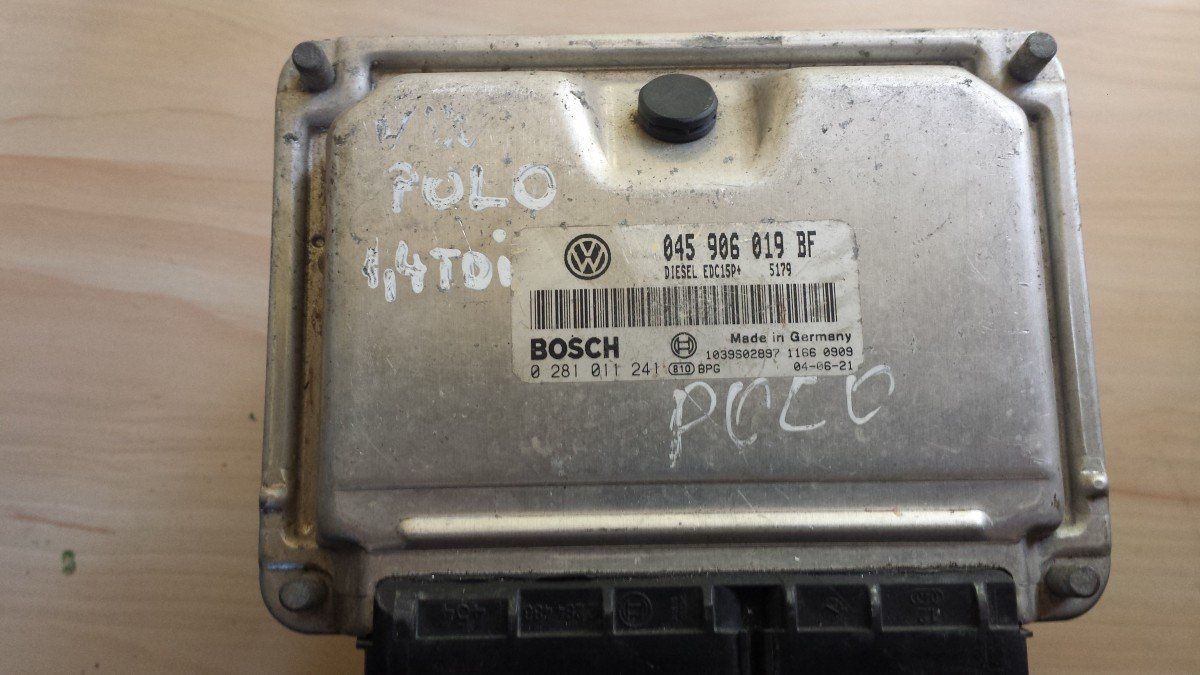 POLO
1,4TDi
045 906 019 BF
DIESEL EDC15P+ 5179
Made in Germany
BOSCH
1039S02897 1166 0909
0 281 011 241 810 BPG 04-06-21
POLO